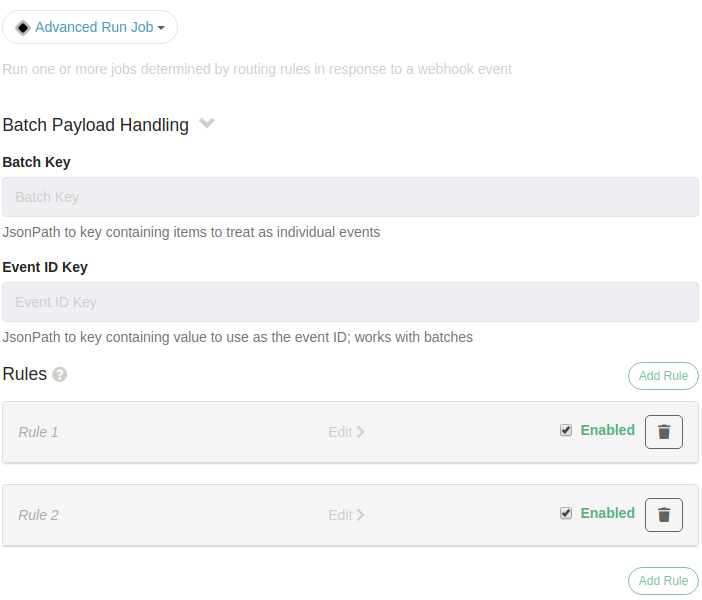 Advanced Run Job
Run one or more jobs determined by routing rules in response to a webhook event
Batch Payload Handling
Batch Key
Batch Key
JsonPath to key containing items to treat as individual events
Event ID Key
Event ID Key
JsonPath to key containing value to use as the event ID; works with batches
Rules ? Add Rule
Rule 1 Edit Enabled
Rule 2 Edit Enabled
Add Rule